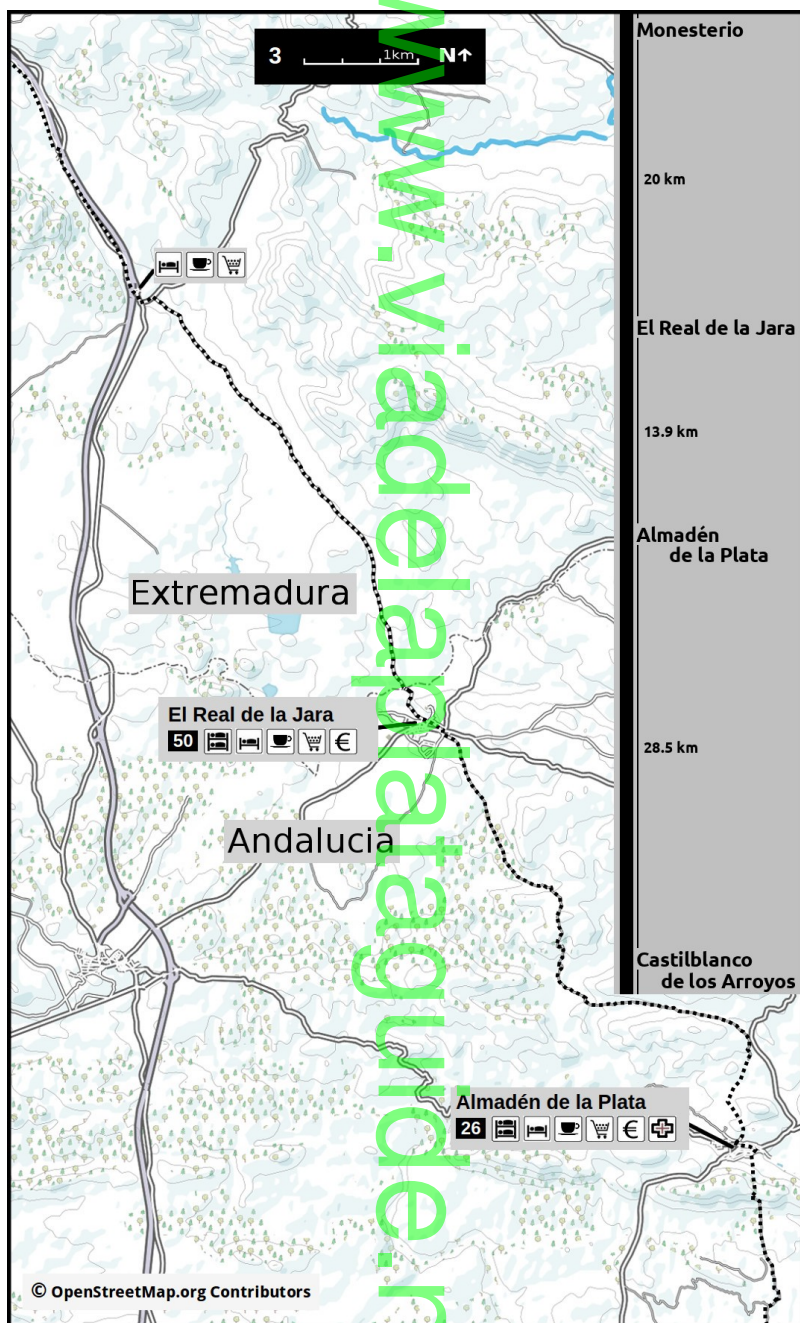 3
1km
N↑
Monesterio
20 km
El Real de la Jara
13.9 km
Almadén
de la Plata
28.5 km
Castilblanco
de los Arroyos
Extremadura
El Real de la Jara
50 €
Andalucia
Almadén de la Plata
26 €
© OpenStreetMap.org Contributors
www.viadelaplataguide.n